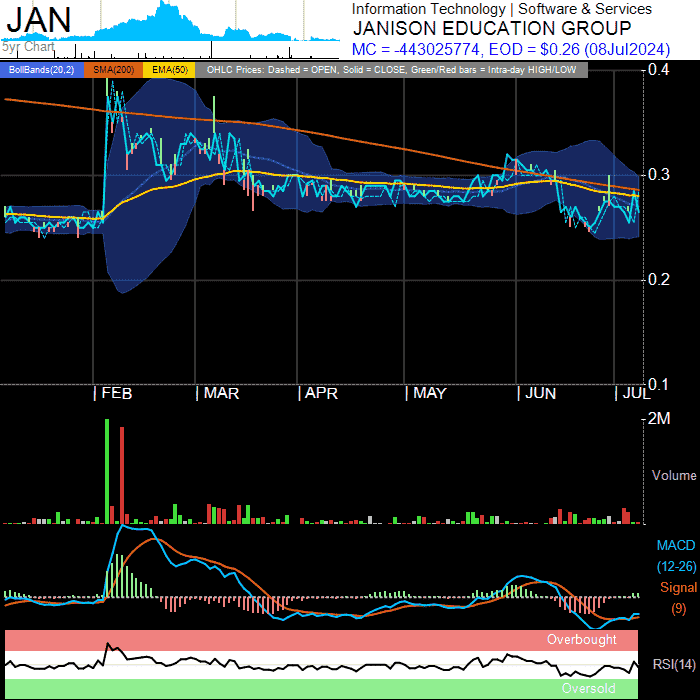 JAN
5yr Chart
Information Technology | Software & Services
JANISON EDUCATION GROUP
MC = -443025774, EOD = $0.26 (08Jul2024)
BollBands(20,2) SMA(200) EMA(50) OHLC Prices: Dashed = OPEN, Solid = CLOSE, Green/Red bars = Intra-day HIGH/LOW
0.4
0.3
0.2
0.1
| FEB | MAR | APR | MAY | JUN | JUL
2M
Volume
MACD
(12-26)
Signal
(9)
Overbought
RSI(14)
Oversold